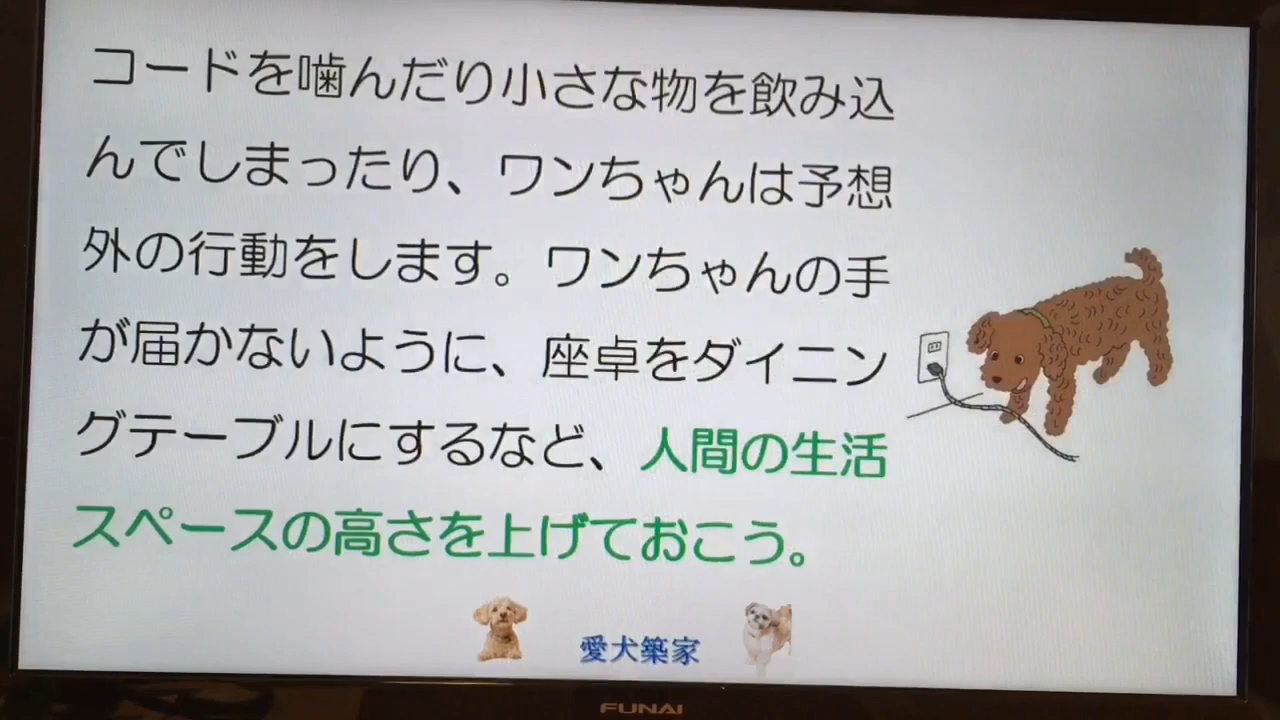 コードを噛んだり小さな物を飲み込
んでしまったり、ワンちゃんは予想
外の行動をします。ワンちゃんの手
が届かないように、座卓をダイニン
グテーブルにするなど、人間の生活
スペースの高さを上げておこう。
愛犬築家
FUNAI